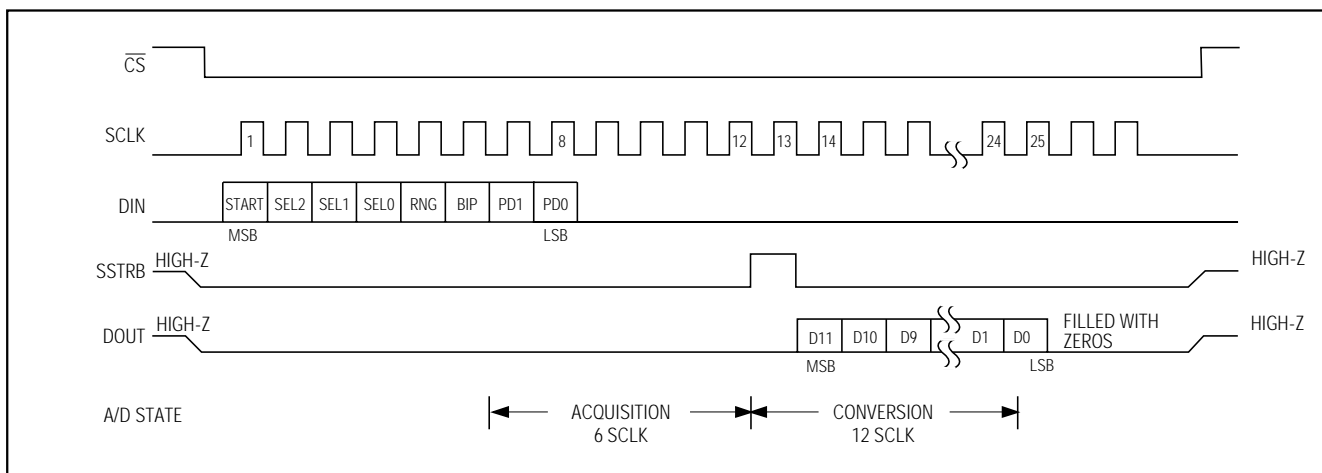 CS
SCLK 1 8 12 13 14 24 25
DIN START SEL2 SEL1 SEL0 RNG BIP PD1 PD0
MSB LSB
SSTRB HIGH-Z HIGH-Z
DOUT HIGH-Z D11 D10 D9 D1 D0 FILLED WITH ZEROS HIGH-Z
MSB LSB
A/D STATE ACQUISITION CONVERSION
6 SCLK 12 SCLK